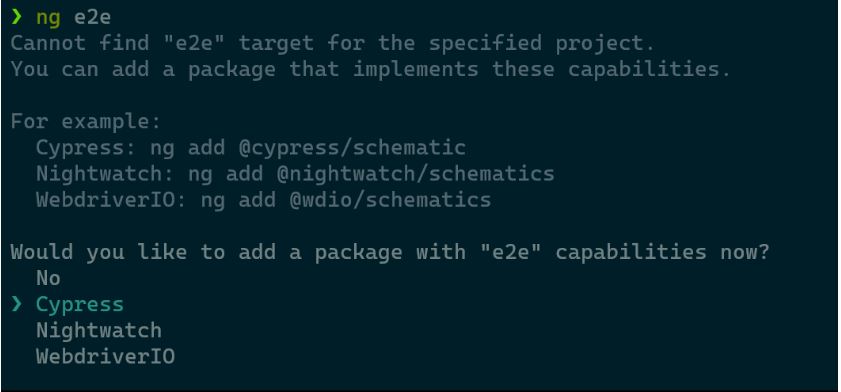 ❯ ng e2e
Cannot find "e2e" target for the specified project.
You can add a package that implements these capabilities.

For example:
  Cypress: ng add @cypress/schematic
  Nightwatch: ng add @nightwatch/schematics
  WebdriverIO: ng add @wdio/schematics

Would you like to add a package with "e2e" capabilities now?
  No
❯ Cypress
  Nightwatch
  WebdriverIO